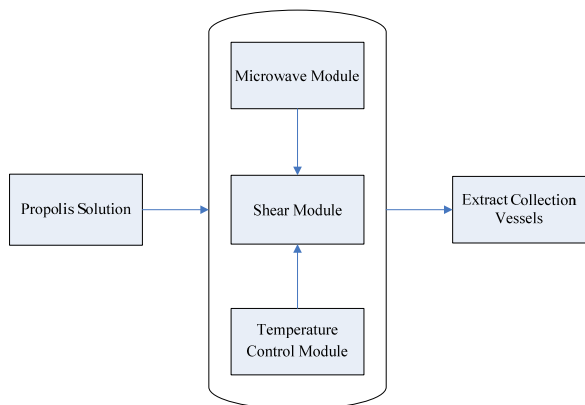 Microwave Module
Propolis Solution
Shear Module
Extract Collection
Vessels
Temperature
Control Module